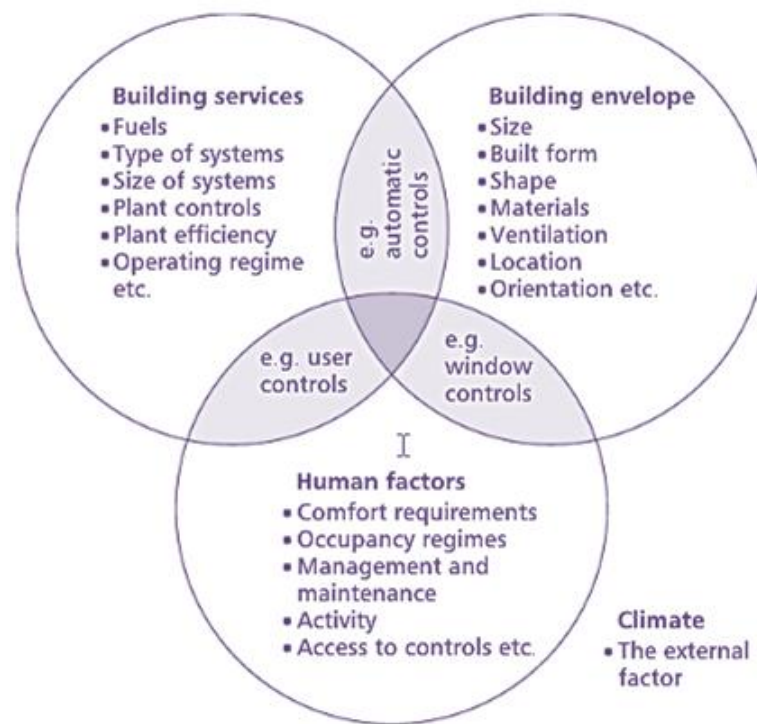 Building services
▪Fuels
▪Type of systems
▪Size of systems
▪Plant controls
▪Plant efficiency
▪Operating regime
etc.
Building envelope
▪Size
▪Built form
▪Shape
▪Materials
▪Ventilation
▪Location
▪Orientation etc.
e.g.
automatic
controls
e.g. user
controls
e.g.
window
controls
Human factors
▪Comfort requirements
▪Occupancy regimes
▪Management and
maintenance
▪Activity
▪Access to controls etc.
Climate
▪The external
factor